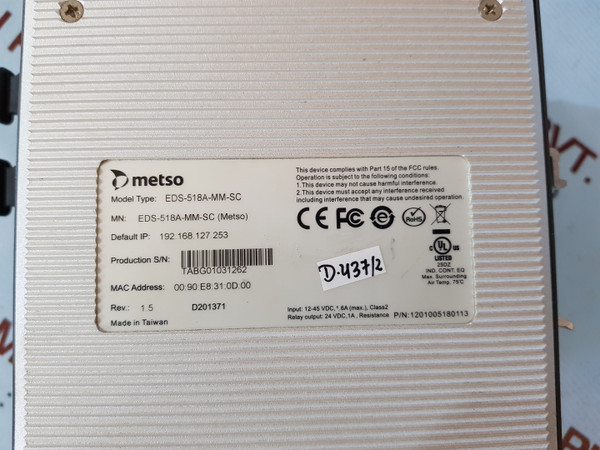 metso
Model Type: EDS-518A-MM-SC
MN: EDS-518A-MM-SC (Metso)
Default IP: 192.168.127.253
Production S/N:
TABG01031262
MAC Address: 00:90:E8:31:0D:00
Rev.: 1.5 D201371
Made in Taiwan
This device complies with Part 15 of the FCC rules.
Operation is subject to the following conditions:
1. This device may not cause harmful interference.
2. This device must accept any interference received
including interference that may cause undesired operation.
CE FC e RoHS
c UL us
LISTED
25DZ
IND. CONT. EQ
Max. Surrounding
Air Temp. 75°C
D-437/2
Input: 12-45 VDC, 6A (max.), Class2
Relay output: 24 VDC,1A , Resistance
P/N:1201005180113
PVT.